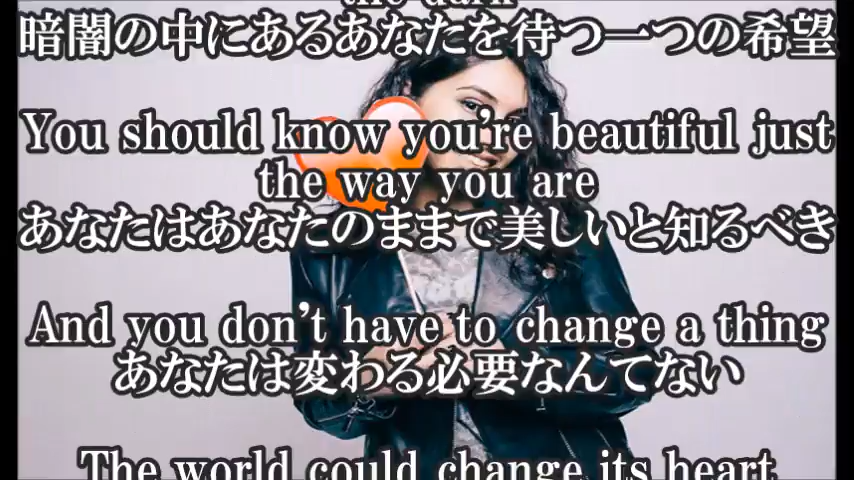 the dark
暗闇の中にあるあなたを待つ一つの希望
You should know you're beautiful just
the way you are
あなたはあなたのままで美しいと知るべき
And you don't have to change a thing
あなたは変わる必要なんてない
The world could change its heart